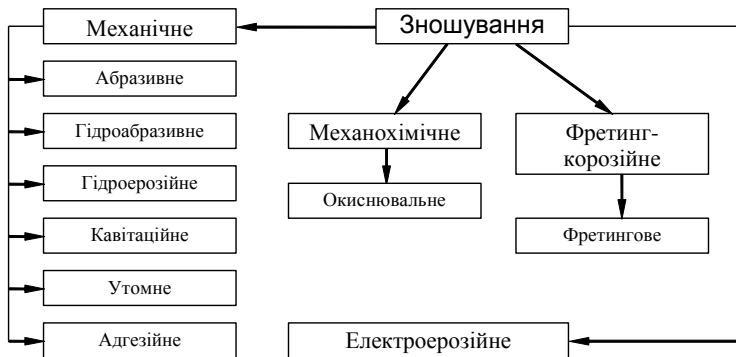 Механічне
Зношування
Абразивне
Гідроабразивне
Механохімічне
Фретинг-
корозійне
Гідроерозійне
Окиснювальне
Кавітаційне
Фретингове
Утомне
Адгезійне
Електроерозійне